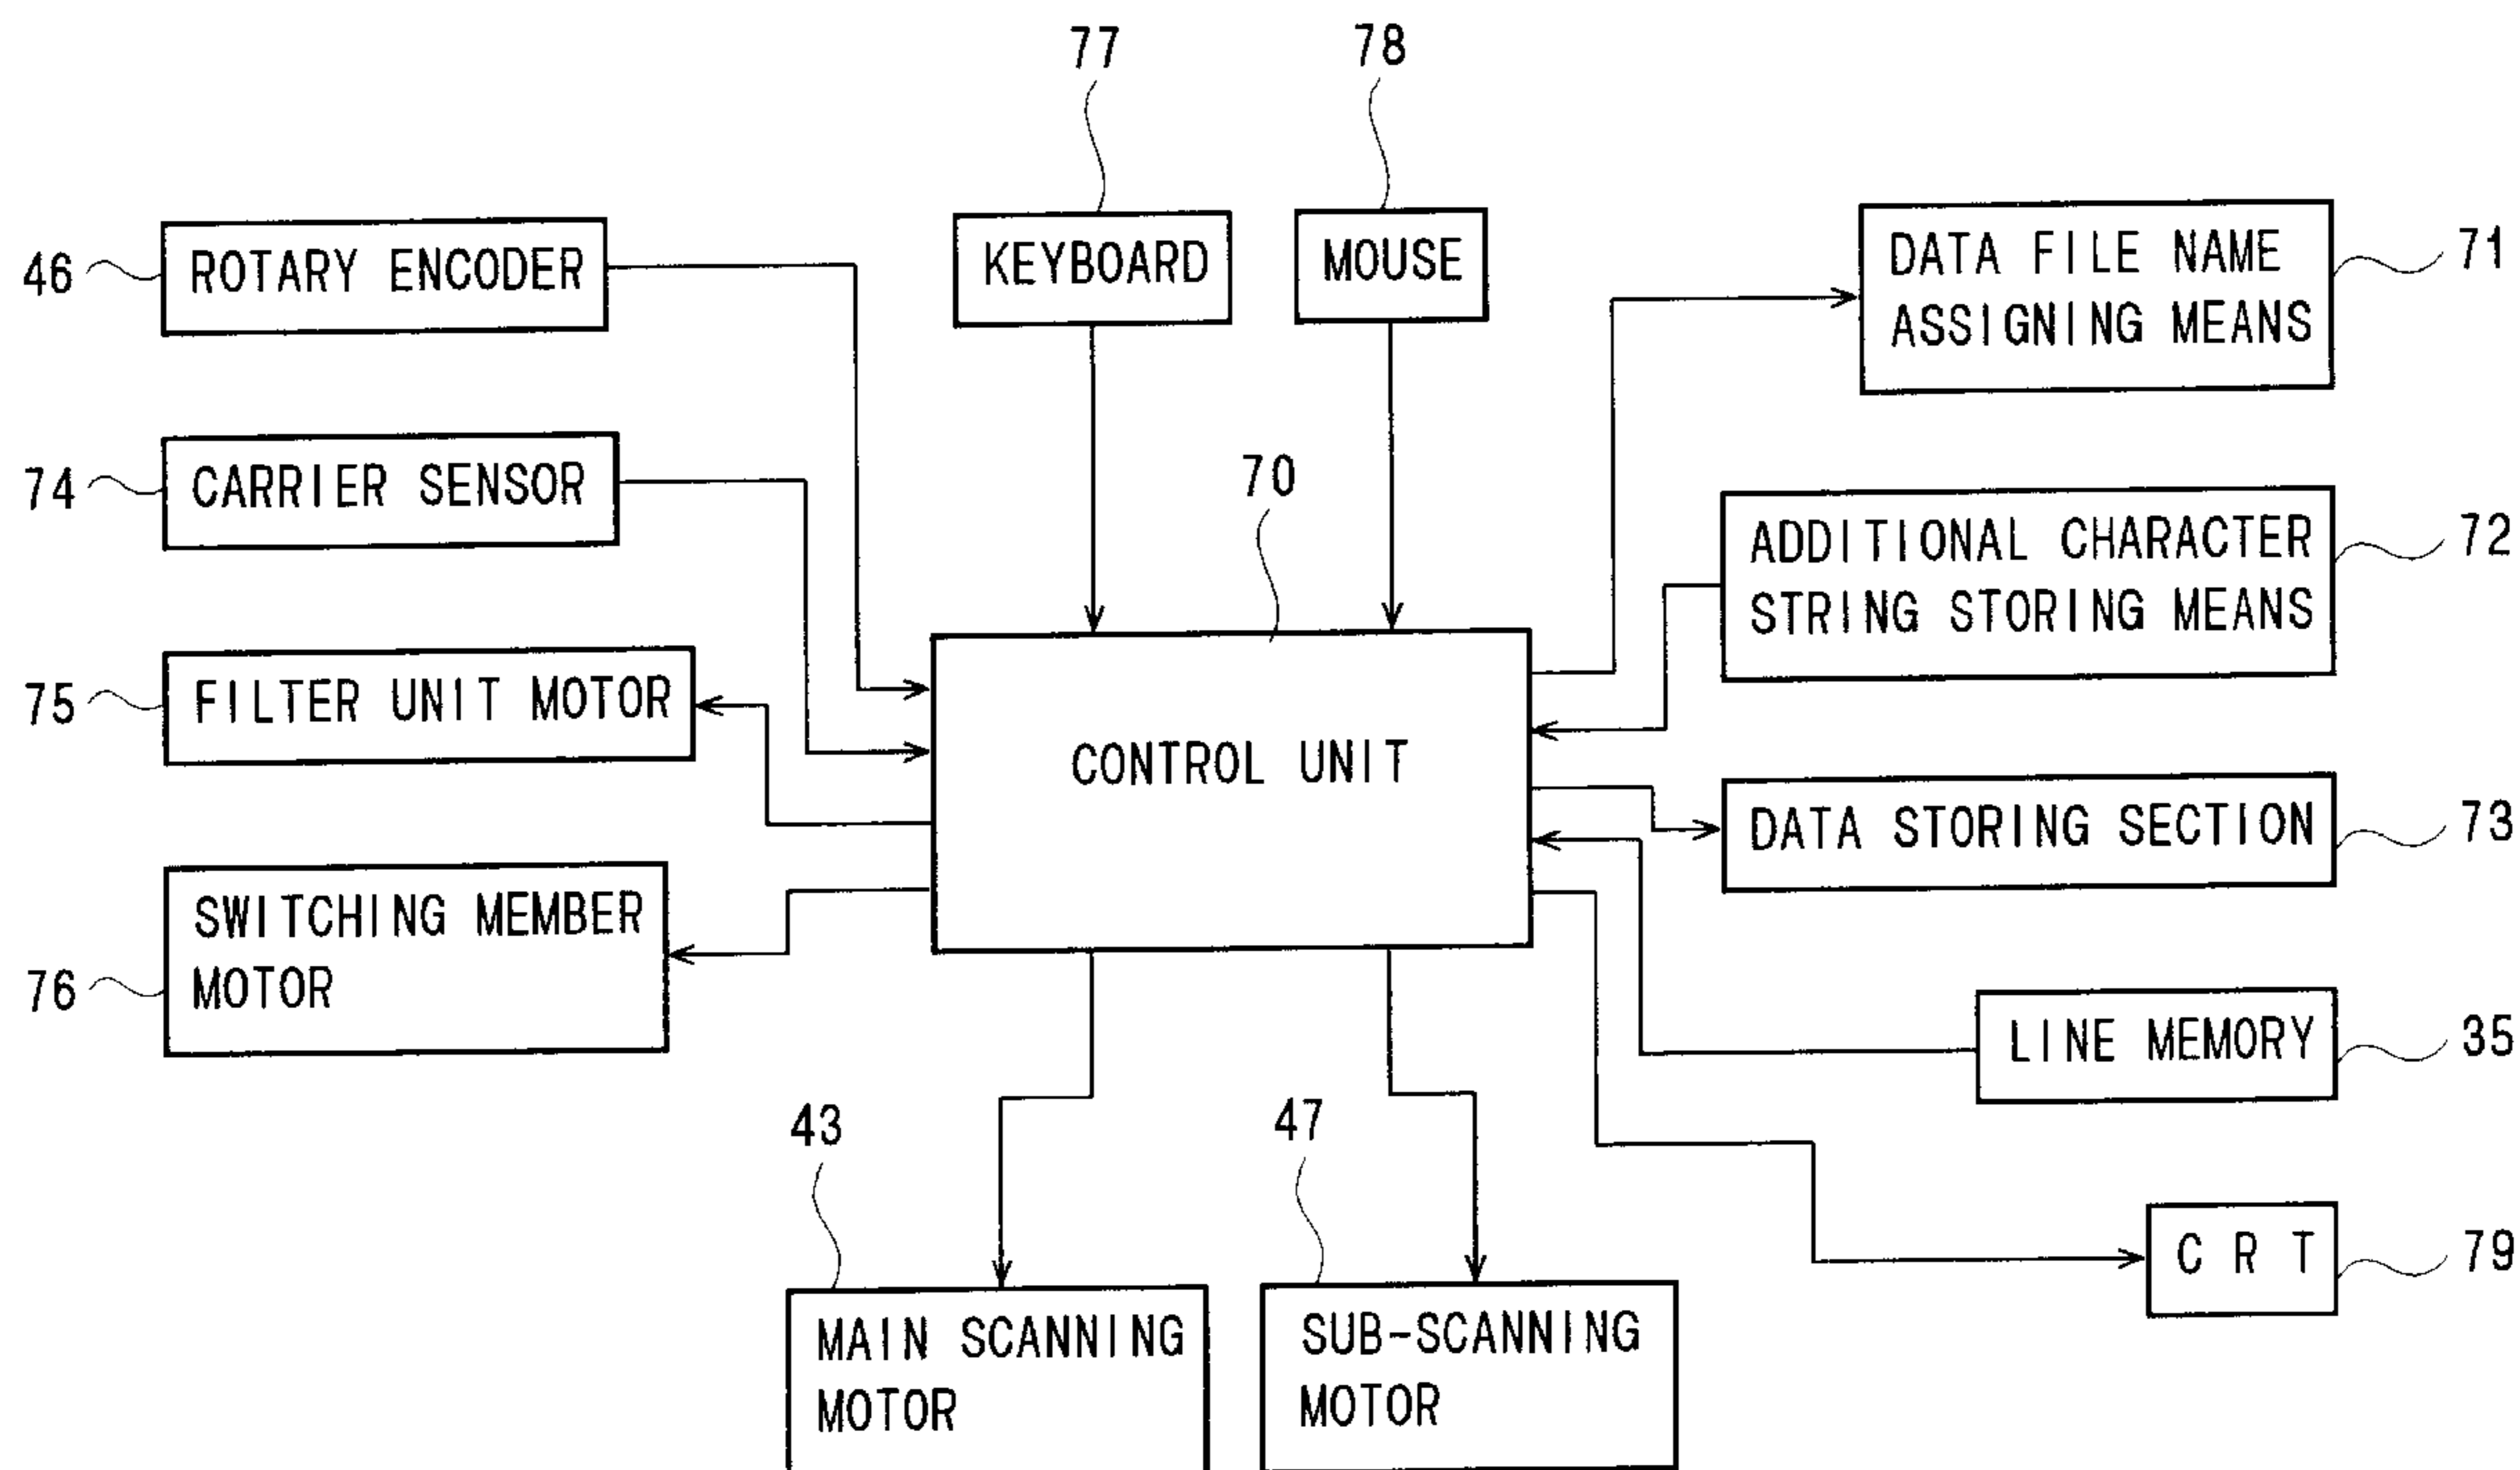 77
78
46
ROTARY ENCODER
KEYBOARD
MOUSE
DATA FILE NAME
ASSIGNING MEANS
71
74
CARRIER SENSOR
70
ADDITIONAL CHARACTER
STRING STORING MEANS
72
75
FILTER UNIT MOTOR
CONTROL UNIT
DATA STORING SECTION
73
SWITCHING MEMBER
MOTOR
76
LINE MEMORY
35
43
47
CRT
79
MAIN SCANNING
MOTOR
SUB-SCANNING
MOTOR